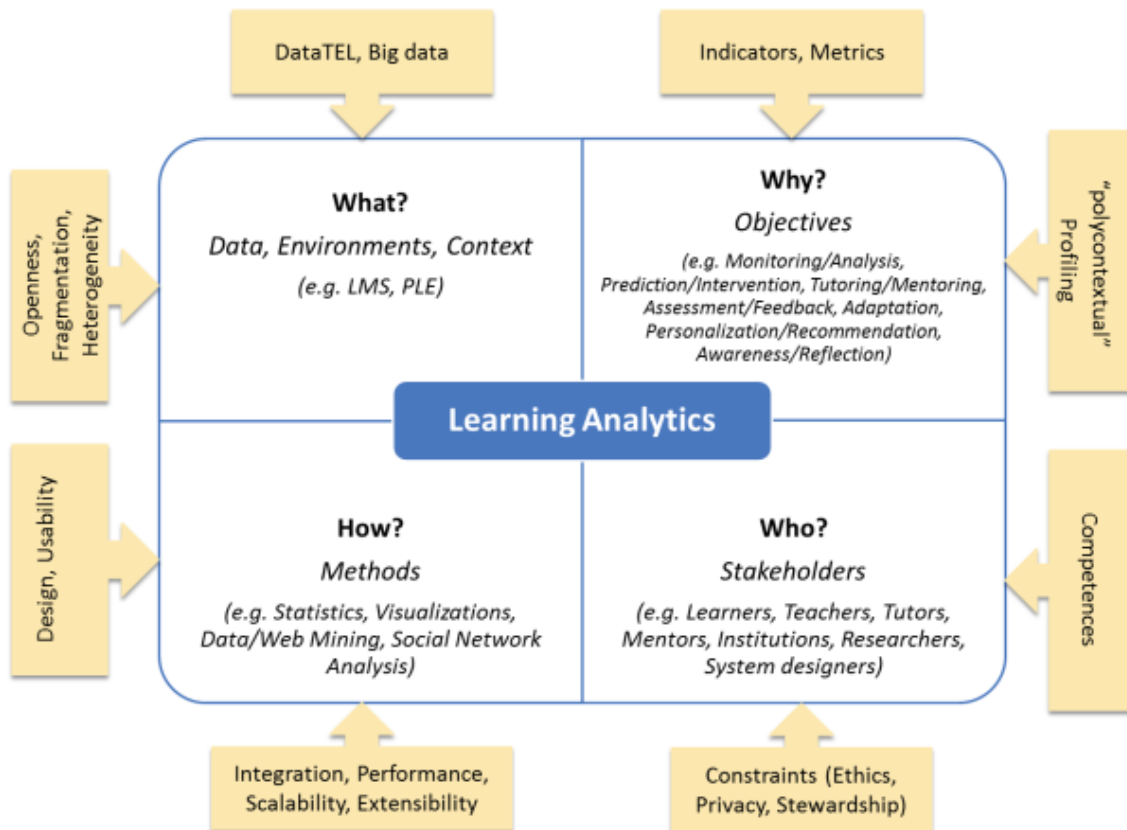 DataTEL, Big data
Indicators, Metrics
Openness,
Fragmentation,
Heterogeneity
What?
Data, Environments, Context
(e.g. LMS, PLE)
Why?
Objectives
(e.g. Monitoring/Analysis,
Prediction/Intervention, Tutoring/Mentoring,
Assessment/Feedback, Adaptation,
Personalization/Recommendation,
Awareness/Reflection)
“polycontextual”
Profiling
Learning Analytics
Design, Usability
How?
Methods
(e.g. Statistics, Visualizations,
Data/Web Mining, Social Network
Analysis)
Who?
Stakeholders
(e.g. Learners, Teachers, Tutors,
Mentors, Institutions, Researchers,
System designers)
Competences
Integration, Performance,
Scalability, Extensibility
Constraints (Ethics,
Privacy, Stewardship)